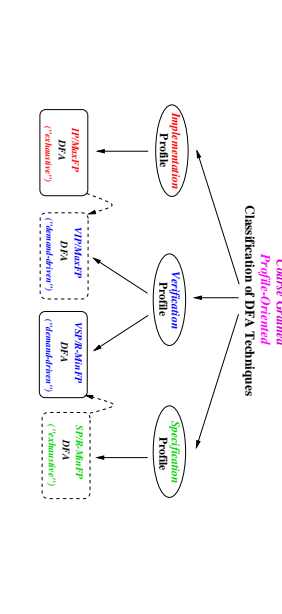 Coarse Grained
Profile-Oriented
Classification of DFA Techniques
Implementation
Profile
Verification
Profile
Specification
Profile
IP/MaxFP
DFA
("exhaustive")
VIP/MaxFP
DFA
("demand-driven")
VSP/R-MinFP
DFA
("demand-driven")
SP/R-MinFP
DFA
("exhaustive")